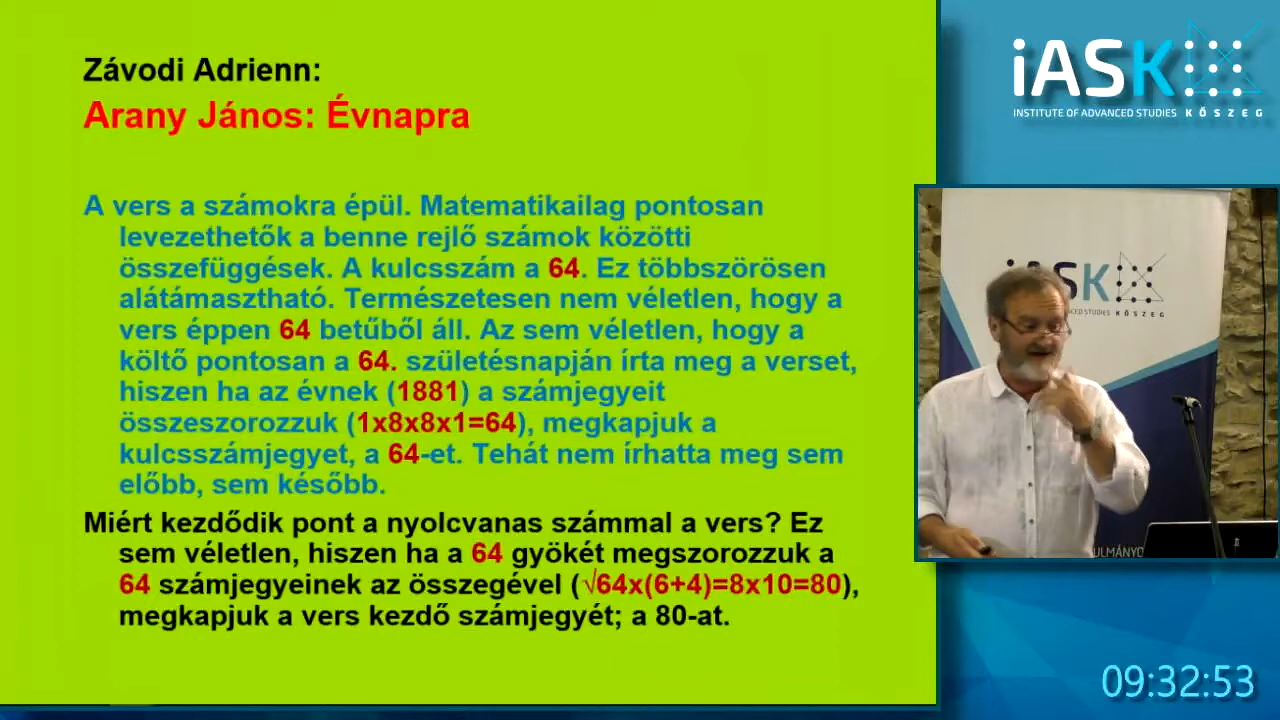 Závodi Adrienn:
Arany János: Évnapra
A vers a számokra épül. Matematikailag pontosan
levezethetők a benne rejlő számok közötti
összefüggések. A kulcsszám a 64. Ez többszörösen
alátámasztható. Természetesen nem véletlen, hogy a
vers éppen 64 betűből áll. Az sem véletlen, hogy a
költő pontosan a 64. születésnapján írta meg a verset,
hiszen ha az évnek (1881) a számjegyeit
összeszorozzuk (1x8x8x1=64), megkapjuk a
kulcsszámjegyet, a 64-et. Tehát nem írhatta meg sem
előbb, sem később.
Miért kezdődik pont a nyolcvanas számmal a vers? Ez
sem véletlen, hiszen ha a 64 gyökét megszorozzuk a
64 számjegyeinek az összegével (√64x(6+4)=8x10=80),
megkapjuk a vers kezdő számjegyét; a 80-at.
iASK
INSTITUTE OF ADVANCED STUDIES KŐSZEG
SK
CED STUDIES KŐSZEG
ULMÁNYO
09:32:53